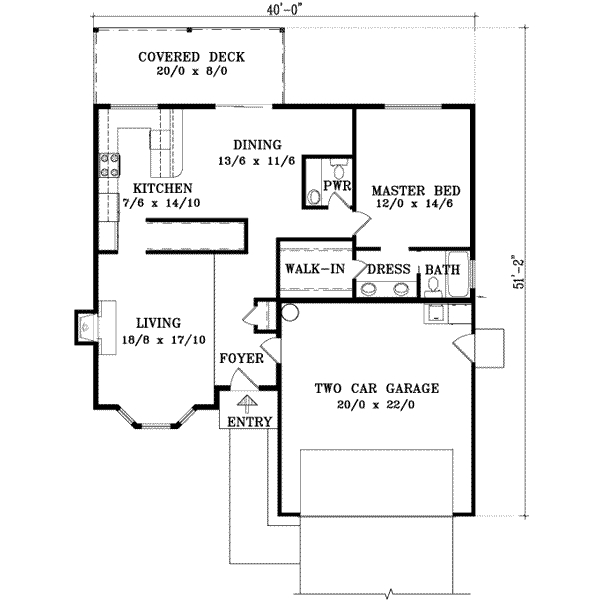 40'-0"
COVERED DECK
20/0 x 8/0
DINING
13/6 x 11/6
PWR
KITCHEN
7/6 x 14/10
MASTER BED
12/0 x 14/6
WALK-IN
DRESS
BATH
51'-2"
LIVING
18/8 x 17/10
FOYER
TWO CAR GARAGE
20/0 x 22/0
ENTRY